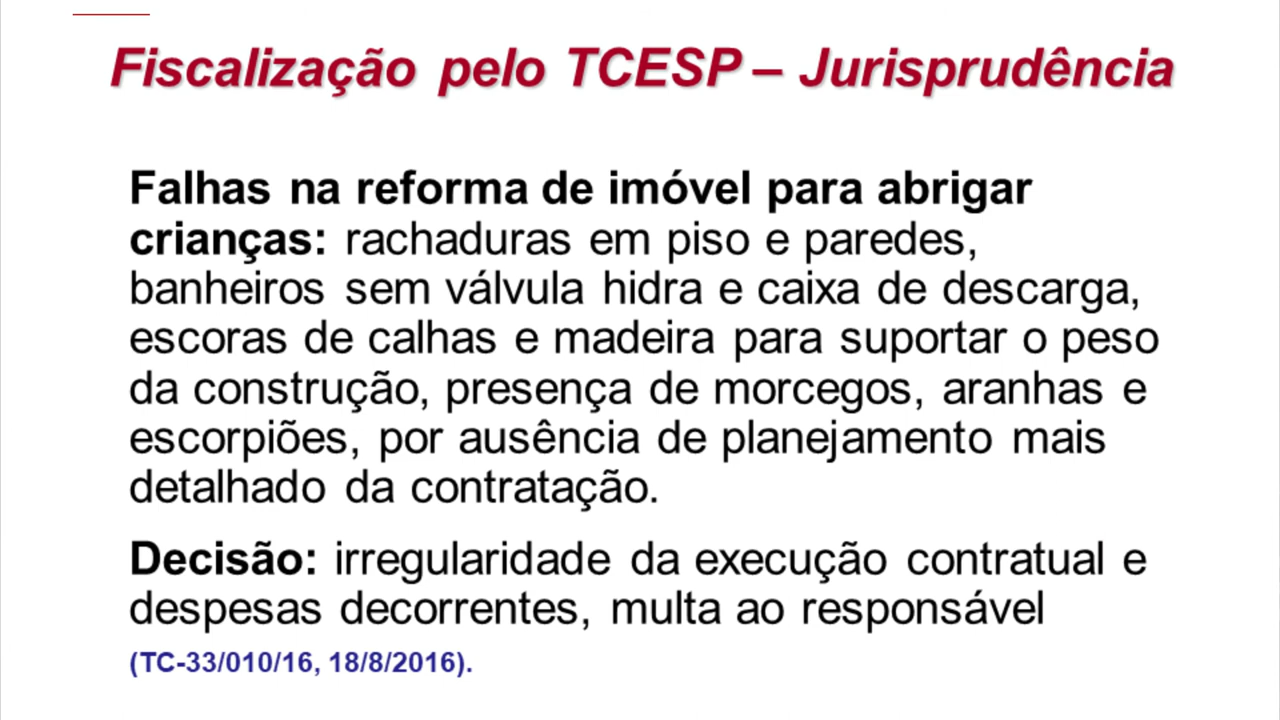 Fiscalização pelo TCESP – Jurisprudência
Falhas na reforma de imóvel para abrigar
crianças: rachaduras em piso e paredes,
banheiros sem válvula hidra e caixa de descarga,
escoras de calhas e madeira para suportar o peso
da construção, presença de morcegos, aranhas e
escorpiões, por ausência de planejamento mais
detalhado da contratação.
Decisão: irregularidade da execução contratual e
despesas decorrentes, multa ao responsável
(TC-33/010/16, 18/8/2016).